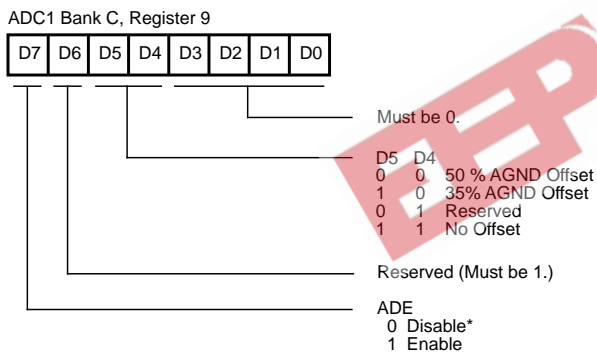 ADC1 Bank C, Register 9
D7 D6 D5 D4 D3 D2 D1 D0
Must be 0.
D5 D4
0 0 50 % AGND Offset
1 0 35% AGND Offset
0 1 Reserved
1 1 No Offset
Reserved (Must be 1.)
ADE
0 Disable*
1 Enable